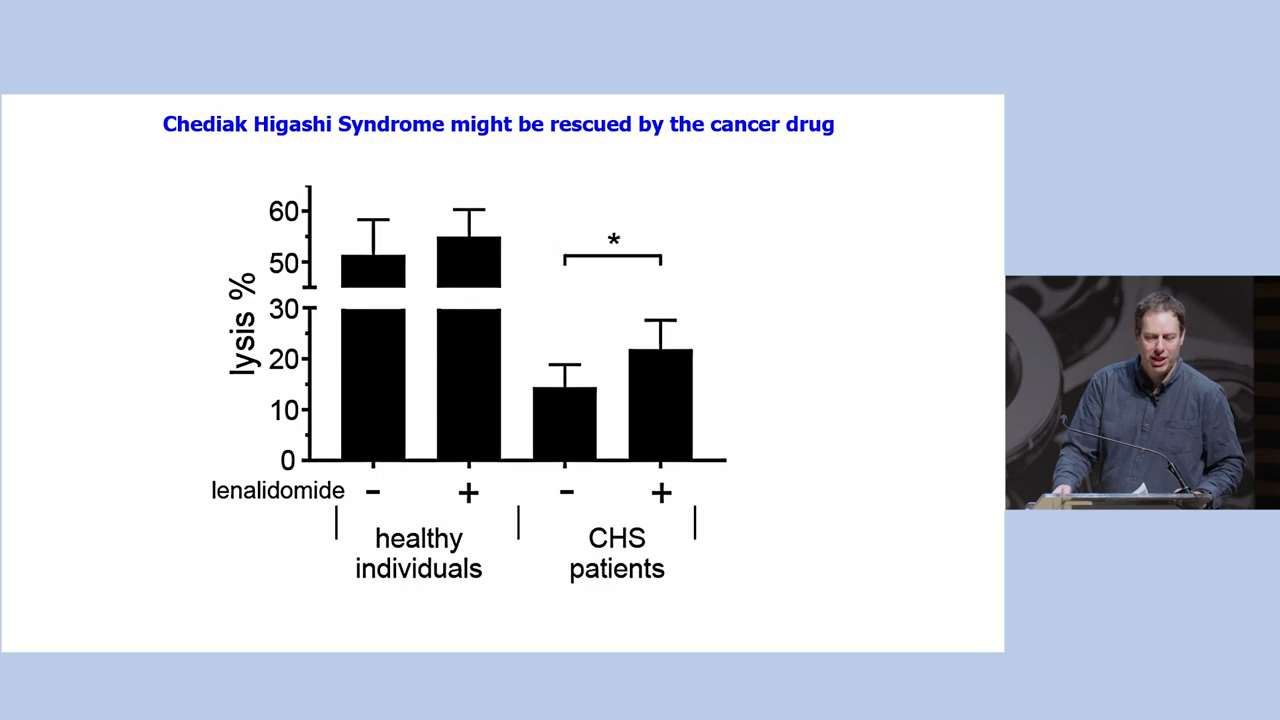 Chediak Higashi Syndrome might be rescued by the cancer drug
60
50
30
20
10
0
lysis %
*
lenalidomide - + - +
healthy individuals
CHS patients